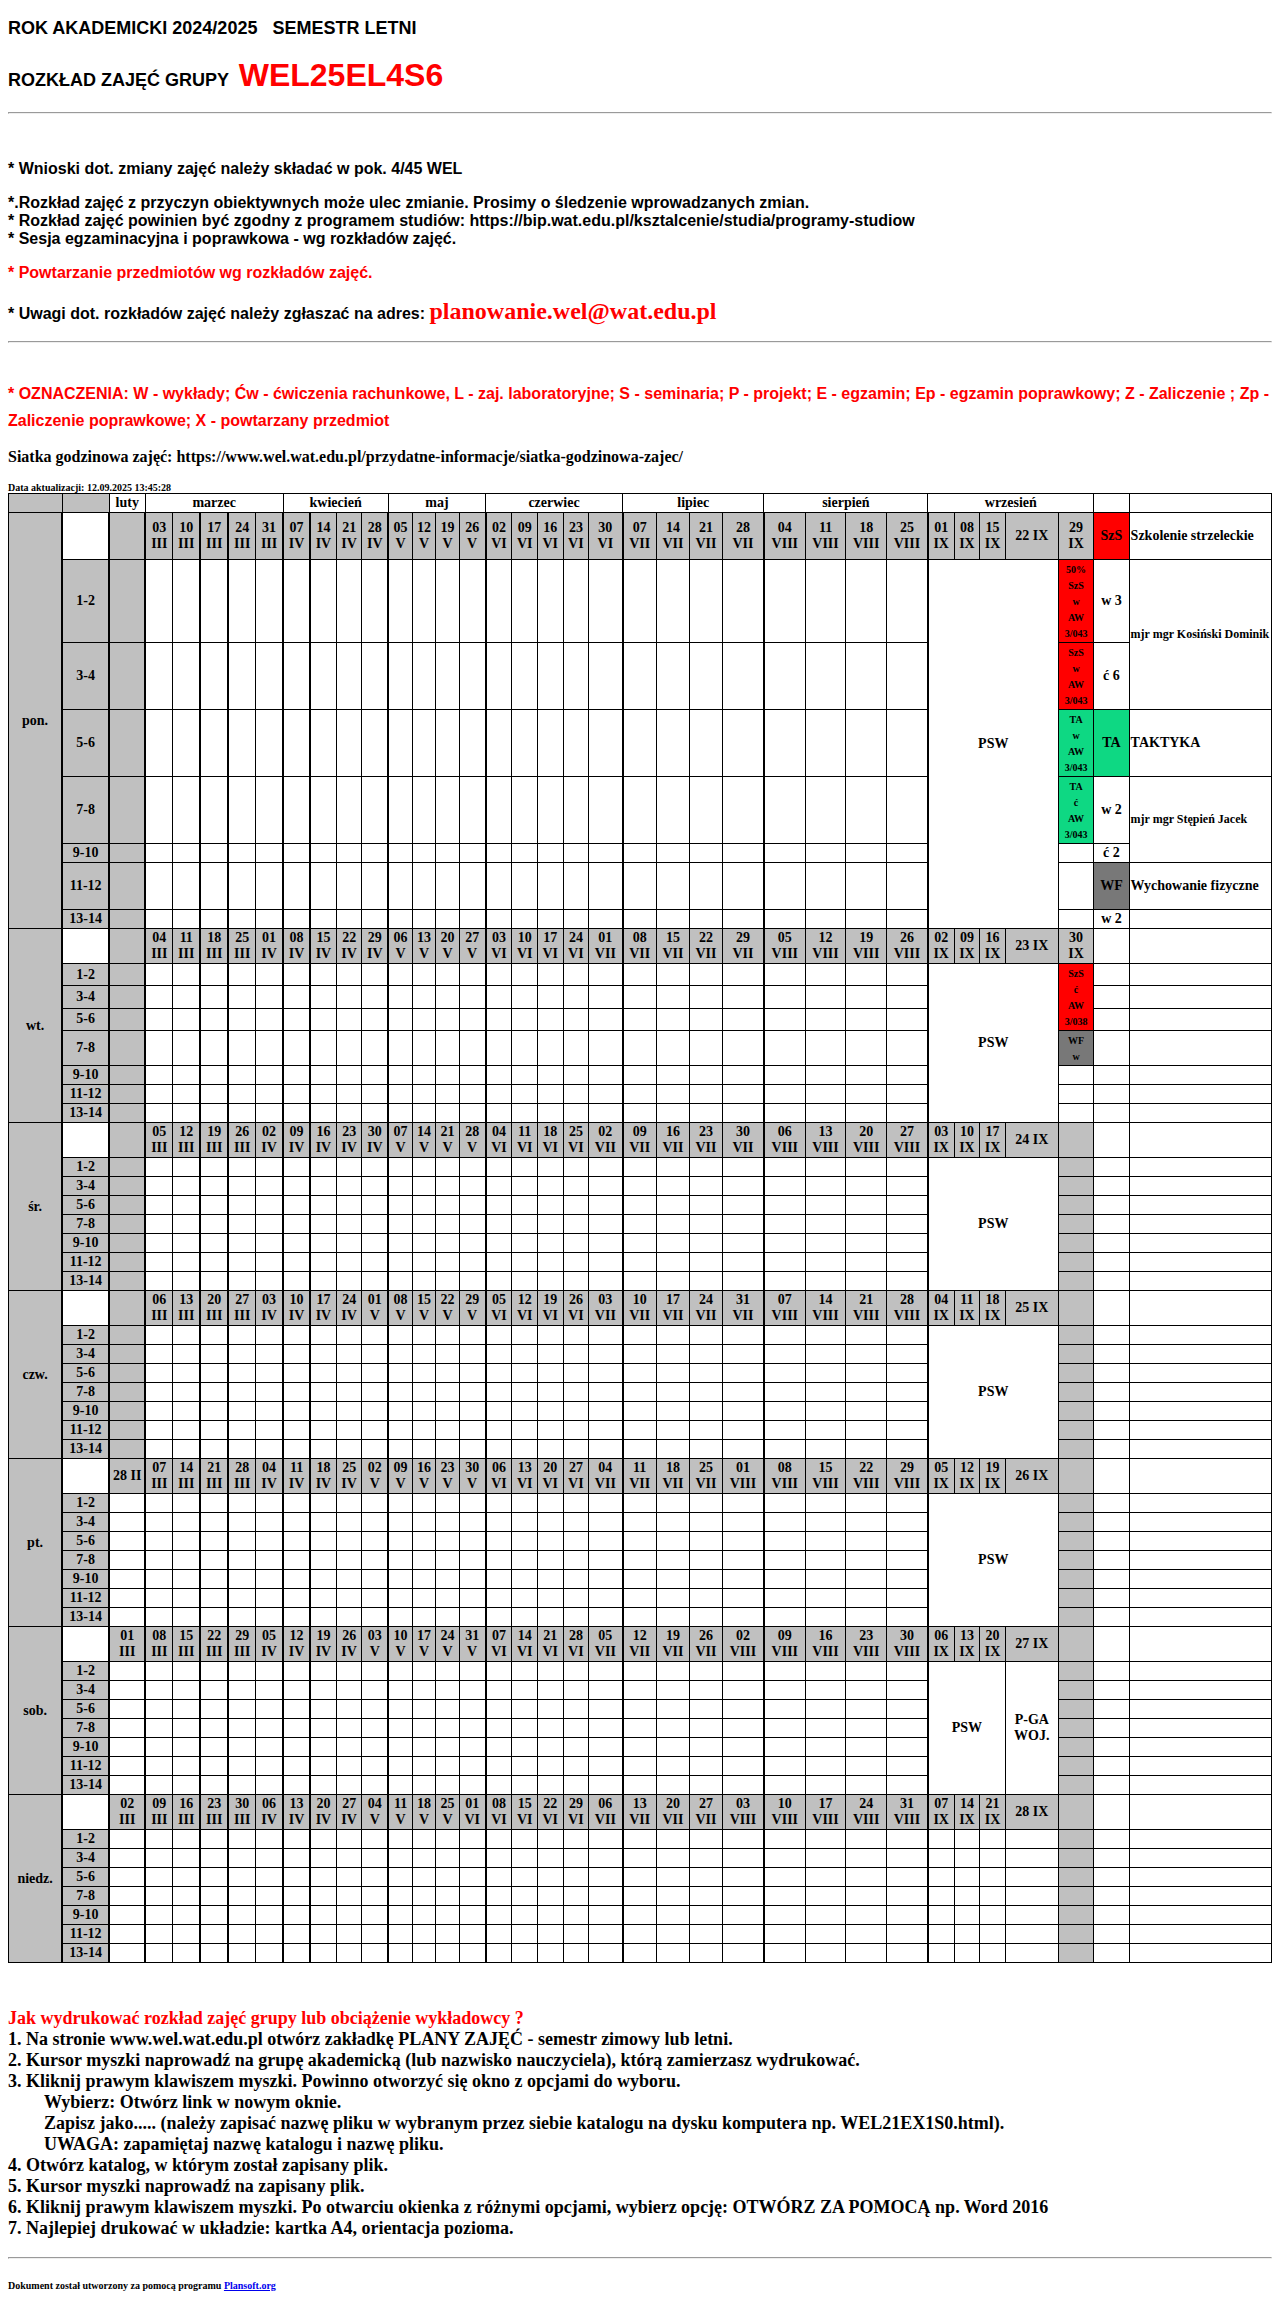 ROK AKADEMICKI 2024/2025   SEMESTR LETNI
ROZKŁAD ZAJĘĆ GRUPY  WEL25EL4S6
* Wnioski dot. zmiany zajęć należy składać w pok. 4/45 WEL
*.Rozkład zajęć z przyczyn obiektywnych może ulec zmianie. Prosimy o śledzenie wprowadzanych zmian.
* Rozkład zajęć powinien być zgodny z programem studiów: https://bip.wat.edu.pl/ksztalcenie/studia/programy-studiow
* Sesja egzaminacyjna i poprawkowa - wg rozkładów zajęć.
* Powtarzanie przedmiotów wg rozkładów zajęć.
* Uwagi dot. rozkładów zajęć należy zgłaszać na adres: planowanie.wel@wat.edu.pl
* OZNACZENIA: W - wykłady; Ćw - ćwiczenia rachunkowe, L - zaj. laboratoryjne; S - seminaria; P - projekt; E - egzamin; Ep - egzamin poprawkowy; Z - Zaliczenie ; Zp -
Zaliczenie poprawkowe; X - powtarzany przedmiot
Siatka godzinowa zajęć: https://www.wel.wat.edu.pl/przydatne-informacje/siatka-godzinowa-zajec/
Data aktualizacji: 12.09.2025 13:45:28
luty marzec kwiecień maj czerwiec lipiec sierpień wrzesień
pon.
03 10 17 24 31 07 14 21 28 05 12 19 26 02 09 16 23 30 07 14 21 28 04 11 18 25 01 08 15 22 IX 29 SzS Szkolenie strzeleckie
III III III III III IV IV IV IV V V V V VI VI VI VI VI VII VII VII VII VIII VIII VIII VIII IX IX IX IX
1-2 PSW 50% SzS w AW 3/043 w 3 mjr mgr Kosiński Dominik
3-4 SzS w AW 3/043 ć 6
5-6 TA w AW 3/043 TA TAKTYKA
7-8 TA ć AW 3/043 w 2 mjr mgr Stępień Jacek
9-10 ć 2
11-12 WF Wychowanie fizyczne
13-14 w 2
wt.
04 11 18 25 01 08 15 22 29 06 13 20 27 03 10 17 24 01 08 15 22 29 05 12 19 26 02 09 16 23 IX 30
III III III III IV IV IV IV IV V V V V VI VI VI VI VII VII VII VII VII VIII VIII VIII VIII IX IX IX IX
1-2 PSW SzS ć AW 3/038
3-4
5-6
7-8 WF w
9-10
11-12
13-14
śr.
05 12 19 26 02 09 16 23 30 07 14 21 28 04 11 18 25 02 09 16 23 30 06 13 20 27 03 10 17 24 IX
III III III III IV IV IV IV IV V V V V VI VI VI VI VII VII VII VII VII VIII VIII VIII VIII IX IX IX
1-2 PSW
3-4
5-6
7-8
9-10
11-12
13-14
czw.
06 13 20 27 03 10 17 24 01 08 15 22 29 05 12 19 26 03 10 17 24 31 07 14 21 28 04 11 18 25 IX
III III III III IV IV IV IV V V V V V VI VI VI VI VII VII VII VII VII VIII VIII VIII VIII IX IX IX
1-2 PSW
3-4
5-6
7-8
9-10
11-12
13-14
pt.
28 II 07 14 21 28 04 11 18 25 02 09 16 23 30 06 13 20 27 04 11 18 25 01 08 15 22 29 05 12 19 26 IX
III III III III IV IV IV IV V V V V V VI VI VI VI VII VII VII VII VIII VIII VIII VIII VIII IX IX IX
1-2 PSW
3-4
5-6
7-8
9-10
11-12
13-14
sob.
01 08 15 22 29 05 12 19 26 03 10 17 24 31 07 14 21 28 05 12 19 26 02 09 16 23 30 06 13 20 27 IX
III III III III III IV IV IV IV V V V V V VI VI VI VI VII VII VII VII VIII VIII VIII VIII VIII IX IX IX
1-2 PSW P-GA WOJ.
3-4
5-6
7-8
9-10
11-12
13-14
niedz.
02 09 16 23 30 06 13 20 27 04 11 18 25 01 08 15 22 29 06 13 20 27 03 10 17 24 31 07 14 21 28 IX
III III III III III IV IV IV IV V V V V VI VI VI VI VI VII VII VII VII VIII VIII VIII VIII VIII IX IX IX
1-2
3-4
5-6
7-8
9-10
11-12
13-14
Jak wydrukować rozkład zajęć grupy lub obciążenie wykładowcy ?
1. Na stronie www.wel.wat.edu.pl otwórz zakładkę PLANY ZAJĘĆ - semestr zimowy lub letni.
2. Kursor myszki naprowadź na grupę akademicką (lub nazwisko nauczyciela), którą zamierzasz wydrukować.
3. Kliknij prawym klawiszem myszki. Powinno otworzyć się okno z opcjami do wyboru.
Wybierz: Otwórz link w nowym oknie.
Zapisz jako..... (należy zapisać nazwę pliku w wybranym przez siebie katalogu na dysku komputera np. WEL21EX1S0.html).
UWAGA: zapamiętaj nazwę katalogu i nazwę pliku.
4. Otwórz katalog, w którym został zapisany plik.
5. Kursor myszki naprowadź na zapisany plik.
6. Kliknij prawym klawiszem myszki. Po otwarciu okienka z różnymi opcjami, wybierz opcję: OTWÓRZ ZA POMOCĄ np. Word 2016
7. Najlepiej drukować w układzie: kartka A4, orientacja pozioma.
Dokument został utworzony za pomocą programu Plansoft.org